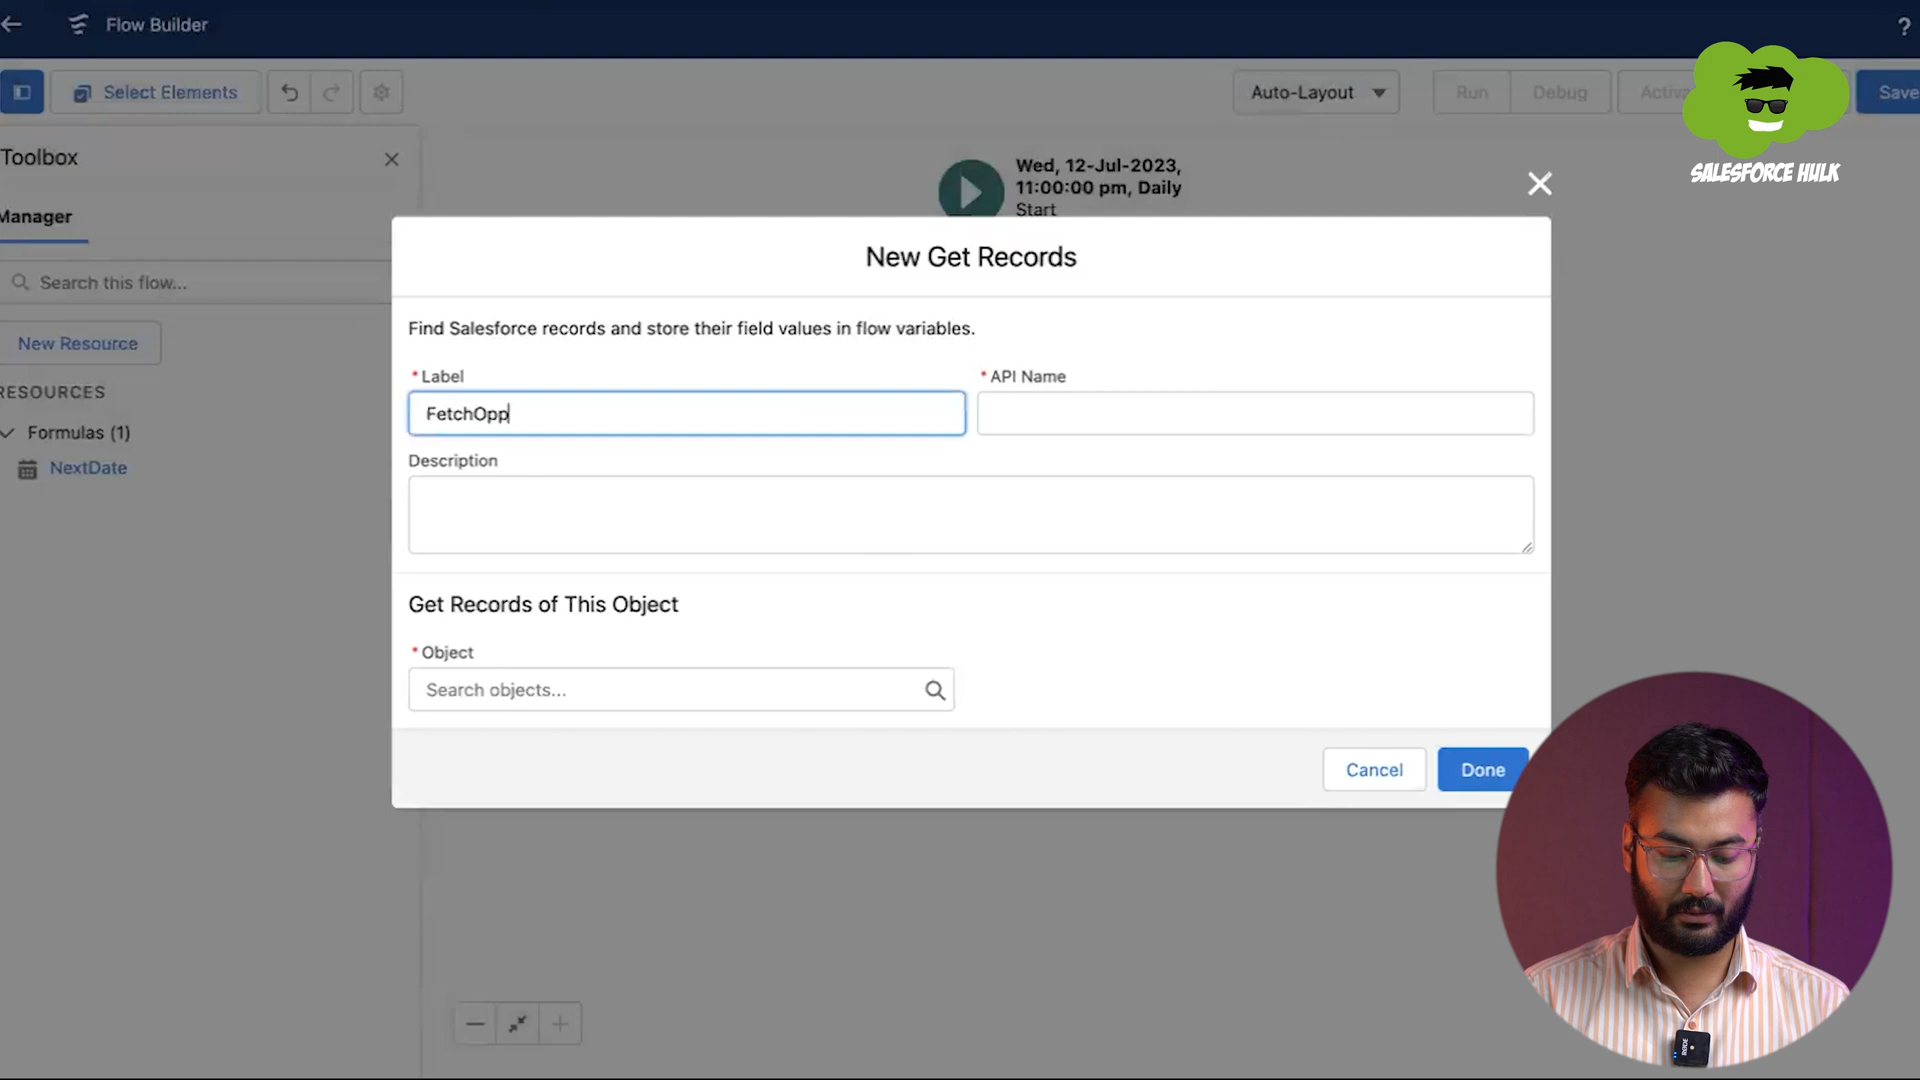 Flow Builder
?
Select Elements
Auto-Layout
Run
Debug
Save
Toolbox
Wed, 12-Jul-2023,
11:00:00 pm, Daily
Start
SALESFORCE HULK
Manager
Search this flow...
New Resource
RESOURCES
Formulas (1)
NextDate
New Get Records
Find Salesforce records and store their field values in flow variables.
* Label
* API Name
FetchOpp
Description
Get Records of This Object
* Object
Search objects...
Cancel
Done
RODE